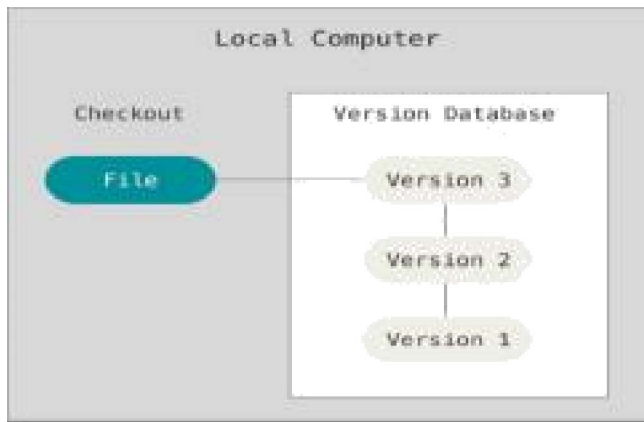 Local Computer
Checkout
Version Database
File
Version 3
Version 2
Version 1